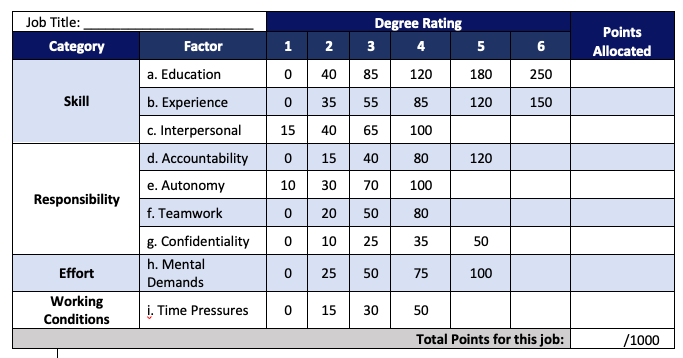 Job Title: ____________________________ Degree Rating Points Allocated
Category Factor 1 2 3 4 5 6
Skill a. Education 0 40 85 120 180 250
b. Experience 0 35 55 85 120 150
c. Interpersonal 15 40 65 100
Responsibility d. Accountability 0 15 40 80 120
e. Autonomy 10 30 70 100
f. Teamwork 0 20 50 80
g. Confidentiality 0 10 25 35 50
Effort h. Mental Demands 0 25 50 75 100
Working Conditions i. Time Pressures 0 15 30 50
Total Points for this job: /1000